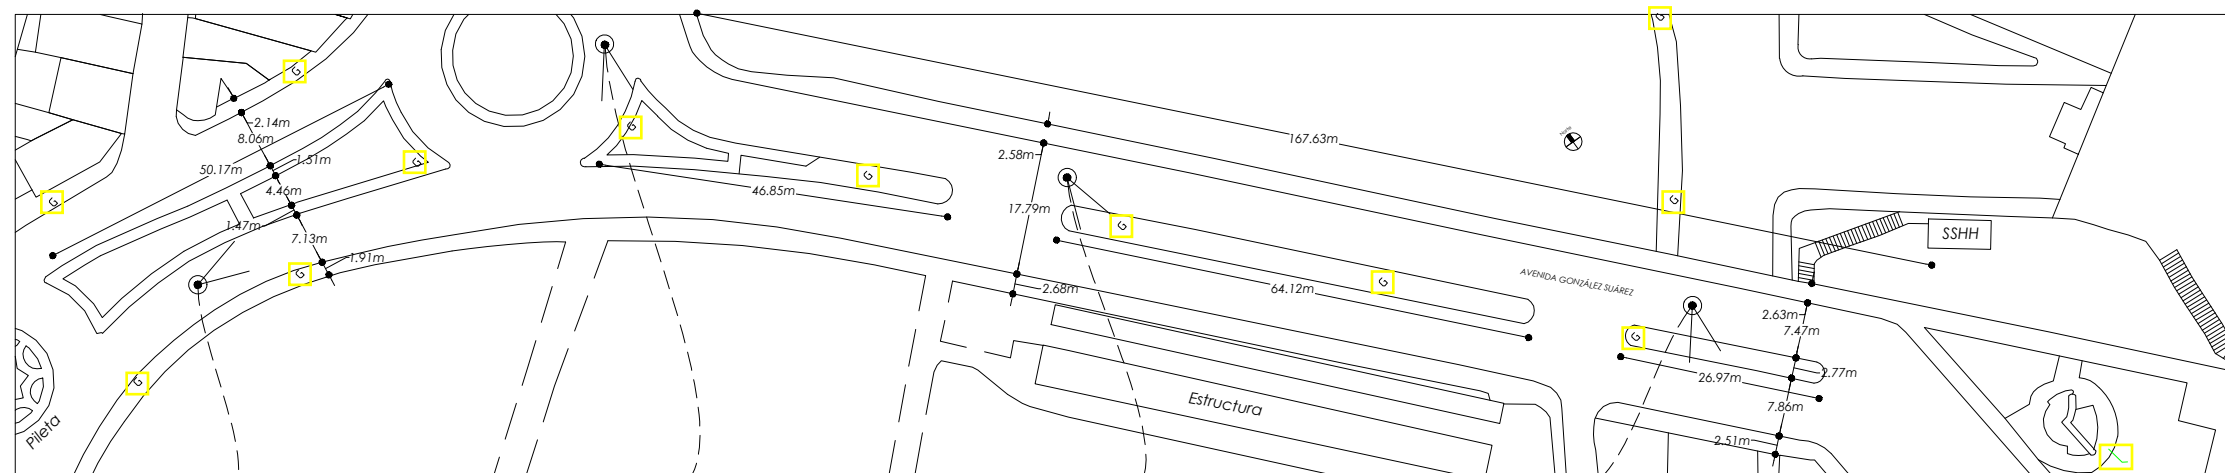 G
G
2.14m
8.06m
167.63m
Norte
G
2.58m
1.51m
G
50.17m
G
46.85m
4.46m
G
G
17.79m
1.47m
G
SSHH
7.13m
1.91m
G
AVENIDA GONZÁLEZ SUÁREZ
G
2.68m
64.12m
2.63m
7.47m
G
2.77m
26.97m
G
Estructura
7.86m
Pileta
2.51m